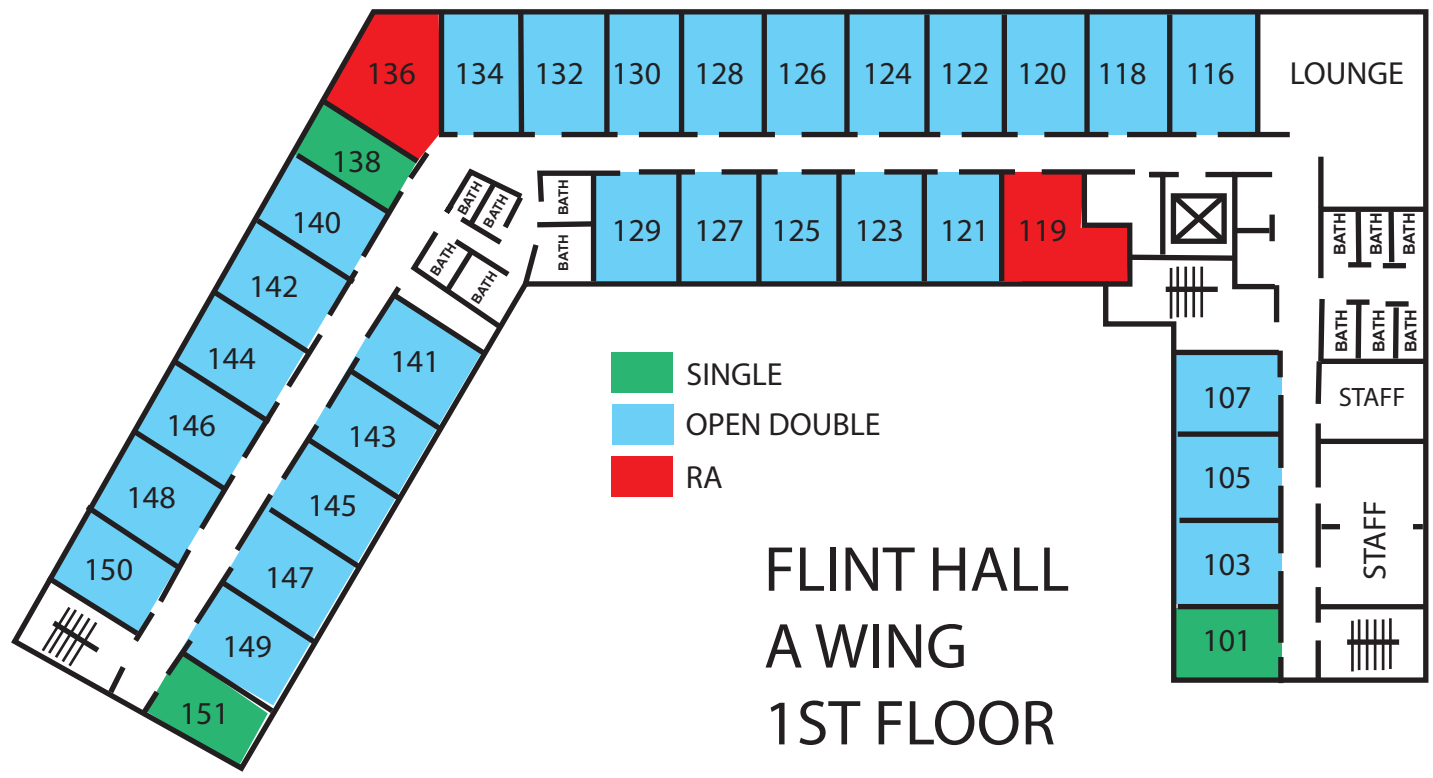 136
134
132
130
128
126
124
122
120
118
116
LOUNGE
138
BATH
BATH
BATH
129
127
125
123
121
119
BATH
BATH
BATH
140
BATH
BATH
BATH
142
141
BATH
BATH
BATH
144
SINGLE
107
STAFF
146
143
OPEN DOUBLE
148
145
RA
105
STAFF
150
147
FLINT HALL
103
149
A WING
101
151
1ST FLOOR